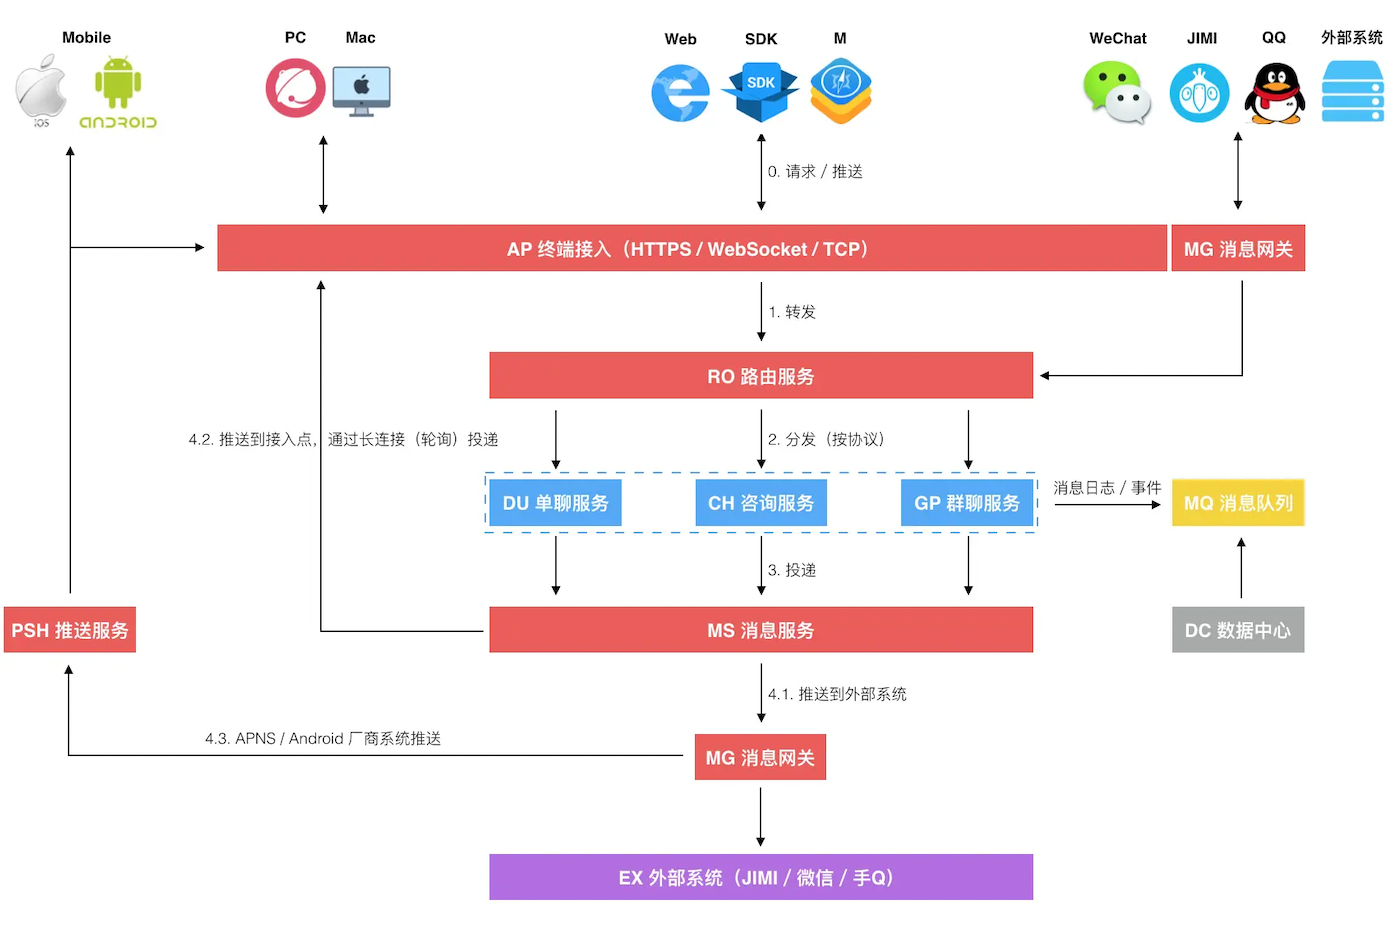 Mobile
PC
Mac
Web
SDK
M
WeChat
JIMI
QQ
外部系统
iOS
ANDROID
SDK
0. 请求 / 推送
AP 终端接入（HTTPS / WebSocket / TCP）
MG 消息网关
1. 转发
RO 路由服务
4.2. 推送到接入点，通过长连接（轮询）投递
2. 分发（按协议）
DU 单聊服务
CH 咨询服务
GP 群聊服务
消息日志 / 事件
MQ 消息队列
3. 投递
PSH 推送服务
MS 消息服务
DC 数据中心
4.1. 推送到外部系统
4.3. APNS / Android 厂商系统推送
MG 消息网关
EX 外部系统（JIMI / 微信 / 手Q）